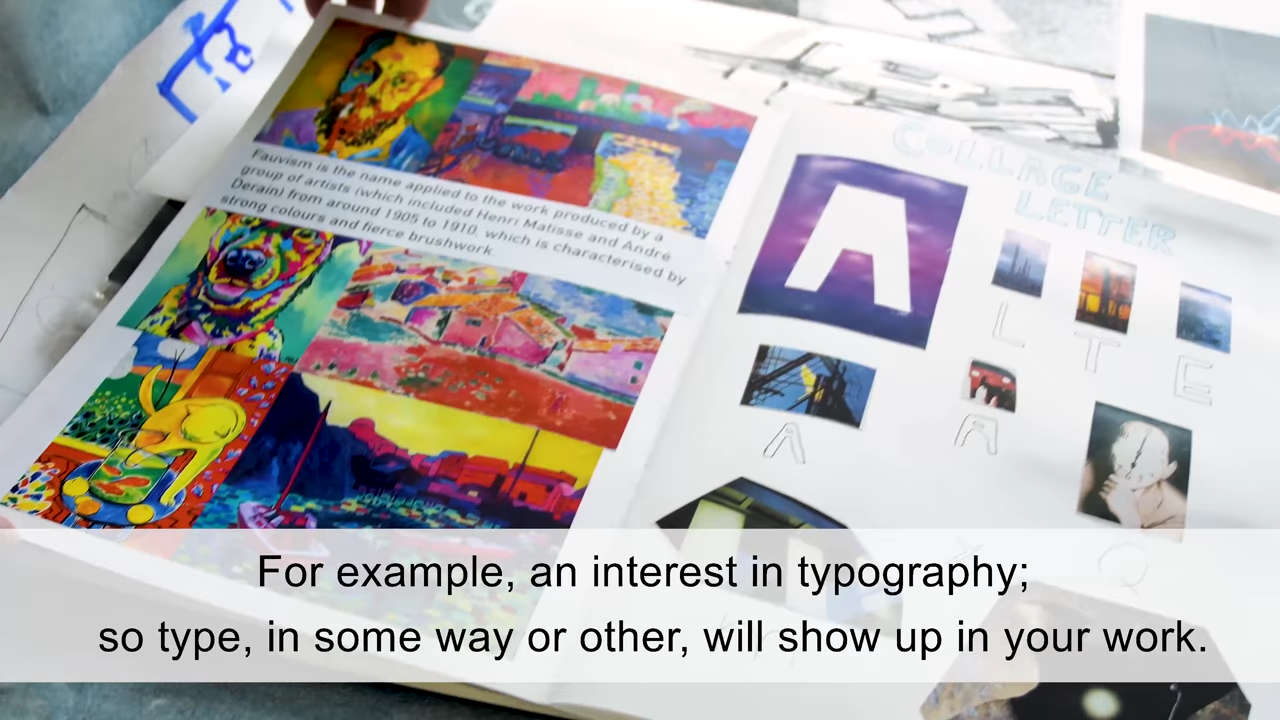 Fauvism is the name applied to the work produced by a
group of artists (which included Henri Matisse and André
Derain) from around 1905 to 1910, which is characterised by
strong colours and fierce brushwork.
COLLAGE
LETTER
A
L
T
E
A
A
Q
For example, an interest in typography;
so type, in some way or other, will show up in your work.